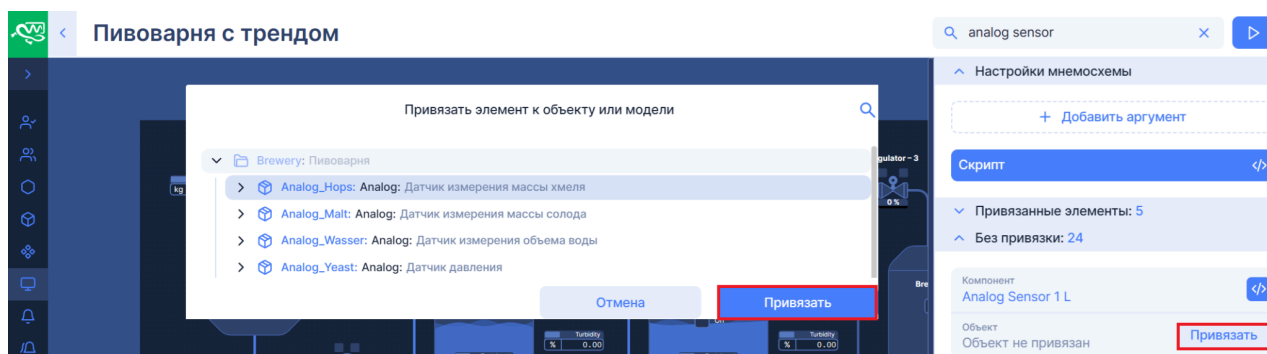 Пивоварня с трендом
analog sensor
Настройки мнемосхемы
Привязать элемент к объекту или модели
+ Добавить аргумент
Brewery: Пивоварня
gulator – 3
Скрипт
kg
Analog_Hops: Analog: Датчик измерения массы хмеля
0 %
Analog_Malt: Analog: Датчик измерения массы солода
Привязанные элементы: 5
Analog_Wasser: Analog: Датчик измерения объема воды
Без привязки: 24
Analog_Yeast: Analog: Датчик давления
Компонент
Bre
Analog Sensor 1 L
Отмена
Привязать
Объект
Объект не привязан
Привязать
Turbidity
% 0.00
Turbidity
% 0.00